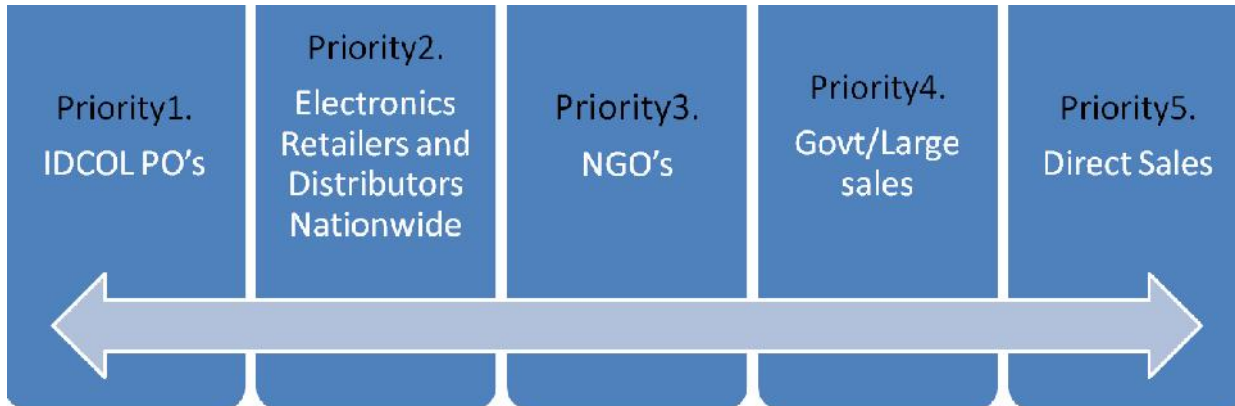 Priority1.
IDCOL PO's
Priority2.
Electronics
Retailers and
Distributors
Nationwide
Priority3.
NGO's
Priority4.
Govt/Large
sales
Priority5.
Direct Sales